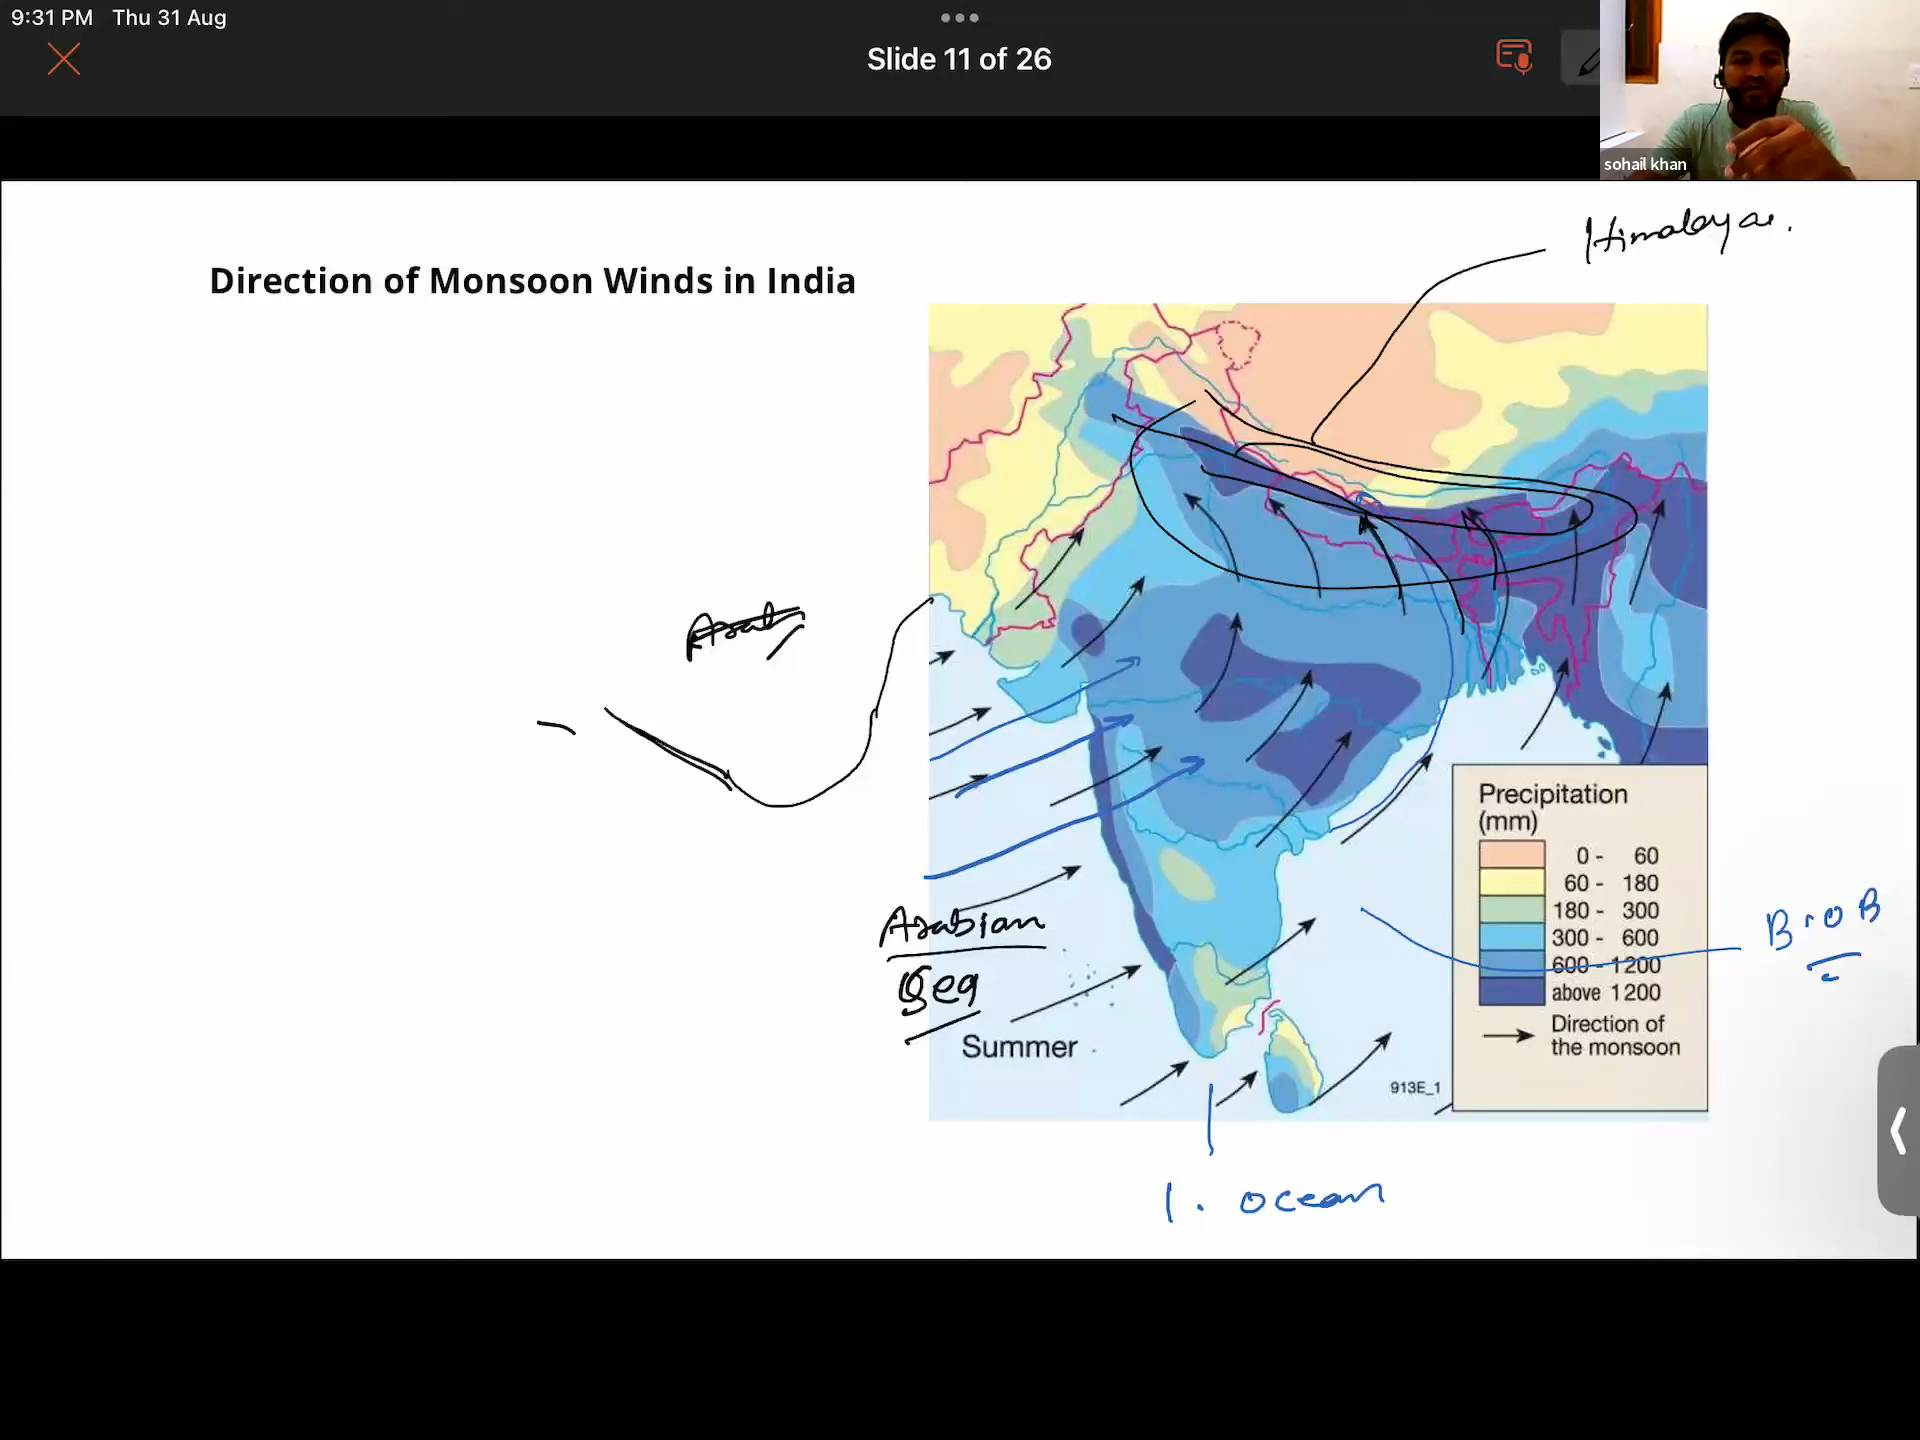 9:31 PM Thu 31 Aug
Slide 11 of 26
sohail khan
Himalayas.
Direction of Monsoon Winds in India
Arab
Precipitation
(mm)
0 - 60
60 - 180
180 - 300
300 - 600
600 - 1200
above 1200
Direction of
the monsoon
B.O B
Arabian
Sea
Summer
913E_1
I. ocean